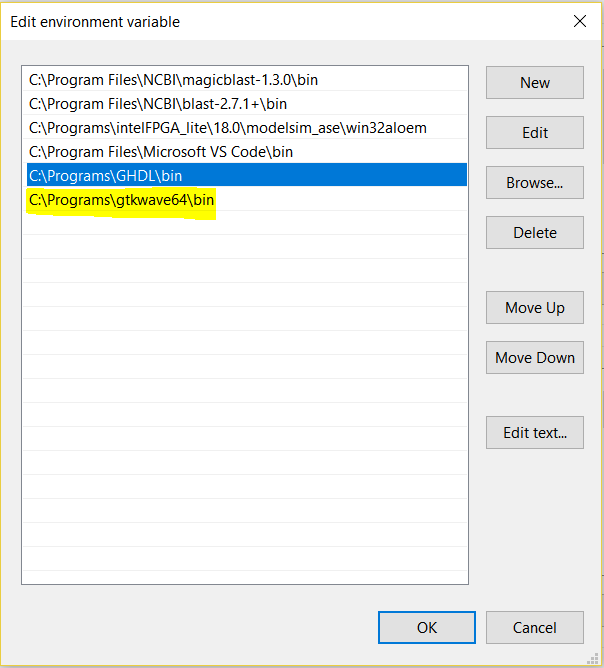 Edit environment variable
C:\Program Files\NCBI\magicblast-1.3.0\bin
New
C:\Program Files\NCBI\blast-2.7.1+\bin
C:\Programs\intelFPGA_lite\18.0\modelsim_ase\win32aloem
Edit
C:\Program Files\Microsoft VS Code\bin
C:\Programs\GHDL\bin
Browse...
C:\Programs\gtkwave64\bin
Delete
Move Up
Move Down
Edit text...
OK
Cancel